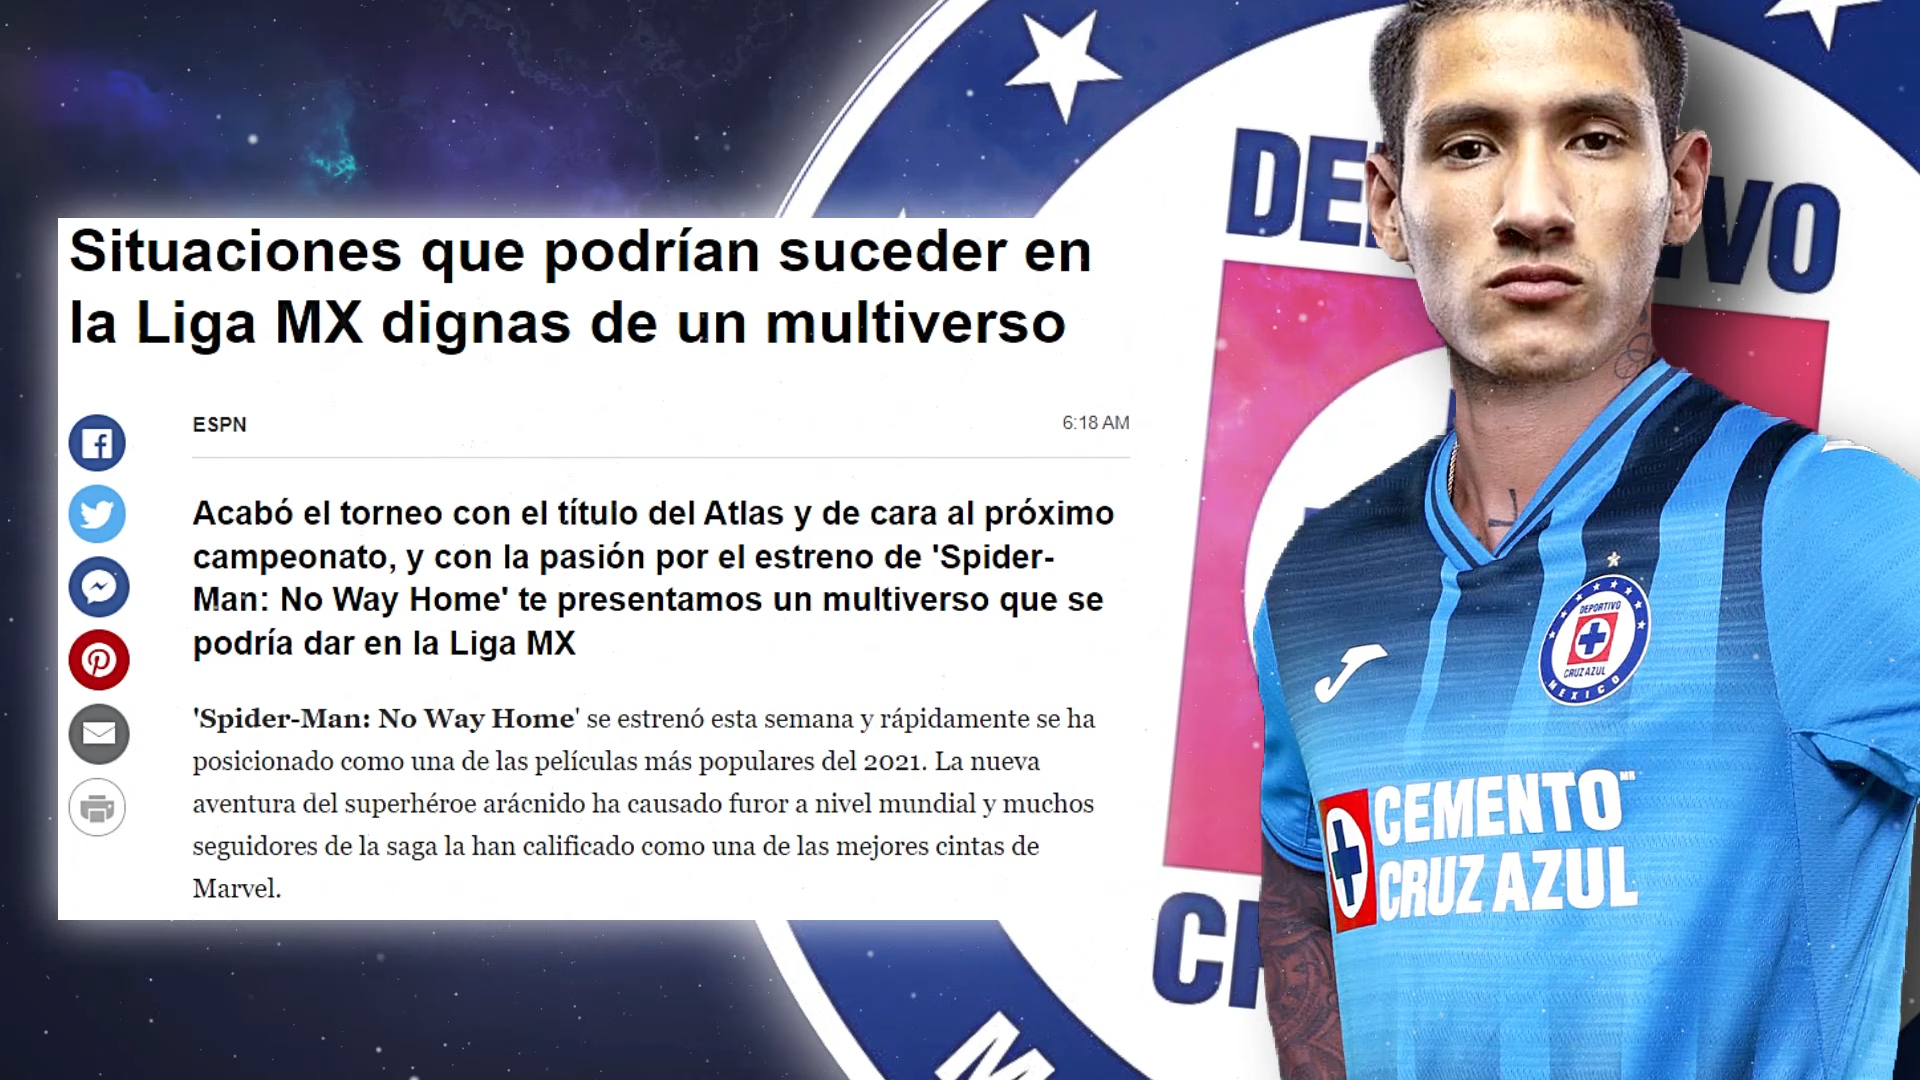 Situaciones que podrían suceder en
la Liga MX dignas de un multiverso
ESPN
6:18 AM
Acabó el torneo con el título del Atlas y de cara al próximo
campeonato, y con la pasión por el estreno de 'Spider-
Man: No Way Home' te presentamos un multiverso que se
podría dar en la Liga MX
'Spider-Man: No Way Home' se estrenó esta semana y rápidamente se ha
posicionado como una de las películas más populares del 2021. La nueva
aventura del superhéroe arácnido ha causado furor a nivel mundial y muchos
seguidores de la saga la han calificado como una de las mejores cintas de
Marvel.
DEPORTIVO
CRUZ AZUL
MEXICO
CEMENTO MR
CRUZ AZUL